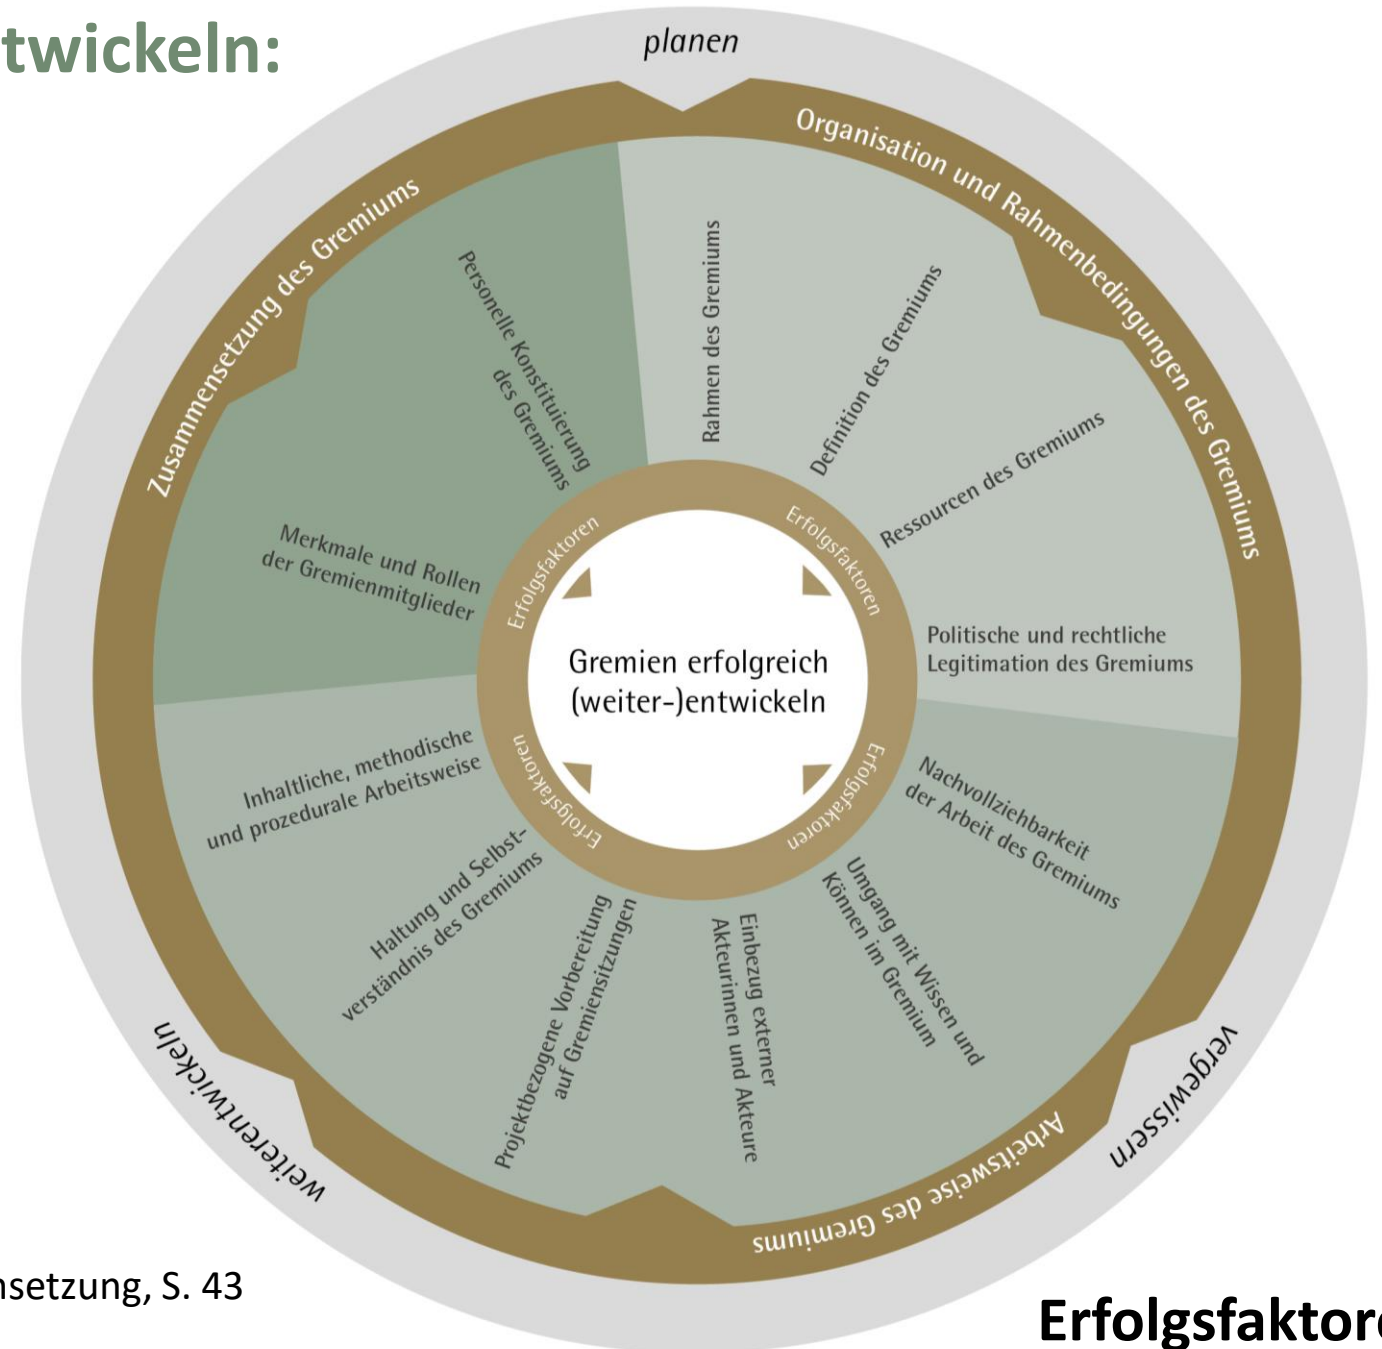 twickeln:
planen
Organisation und Rahmenbedingungen des Gremiums
Zusammensetzung des Gremiums
Personelle Konstituierung
des Gremiums
Rahmen des Gremiums
Definition des Gremiums
Ressourcen des Gremiums
Politische und rechtliche
Legitimation des Gremiums
Merkmale und Rollen
der Gremienmitglieder
Erfolgsfaktoren
Erfolgsfaktoren
Gremien erfolgreich
(weiter-)entwickeln
Erfolgsfaktoren
Erfolgsfaktoren
Inhaltliche, methodische
und prozedurale Arbeitsweise
Haltung und Selbst-
verständnis des Gremiums
Projektbezogene Vorbereitung
auf Gremiensitzungen
Einbezug externer
Akteurinnen und Akteure
Umgang mit Wissen und
Können im Gremium
Nachvollziehbarkeit
der Arbeit des Gremiums
weiterentwickeln
Arbeitsweise des Gremiums
vergewissern
nsetzung, S. 43
Erfolgsfaktore